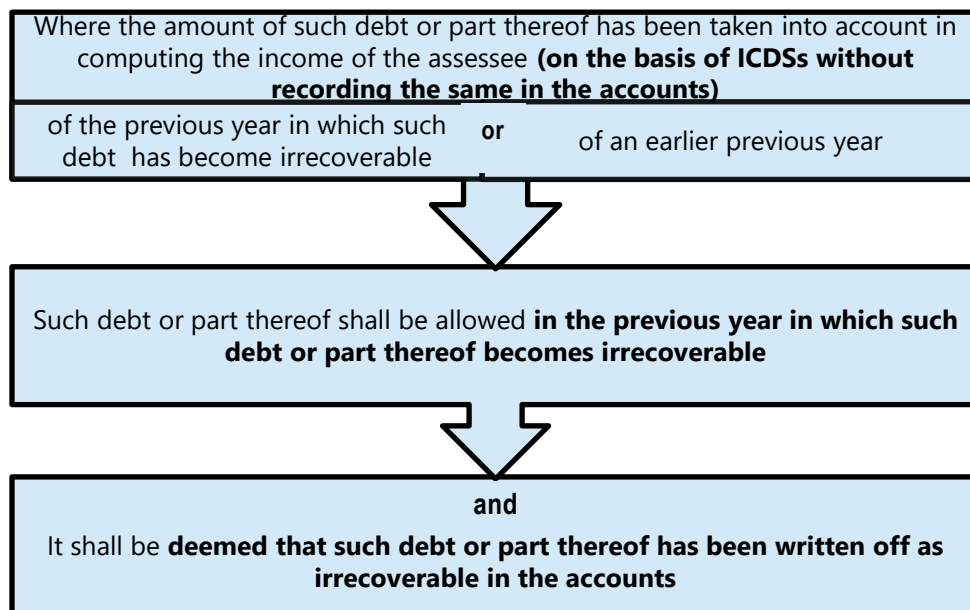 Where the amount of such debt or part thereof has been taken into account in
computing the income of the assessee (on the basis of ICDSs without
recording the same in the accounts)
of the previous year in which such
debt has become irrecoverable
or
of an earlier previous year
Such debt or part thereof shall be allowed in the previous year in which such
debt or part thereof becomes irrecoverable
and
It shall be deemed that such debt or part thereof has been written off as
irrecoverable in the accounts